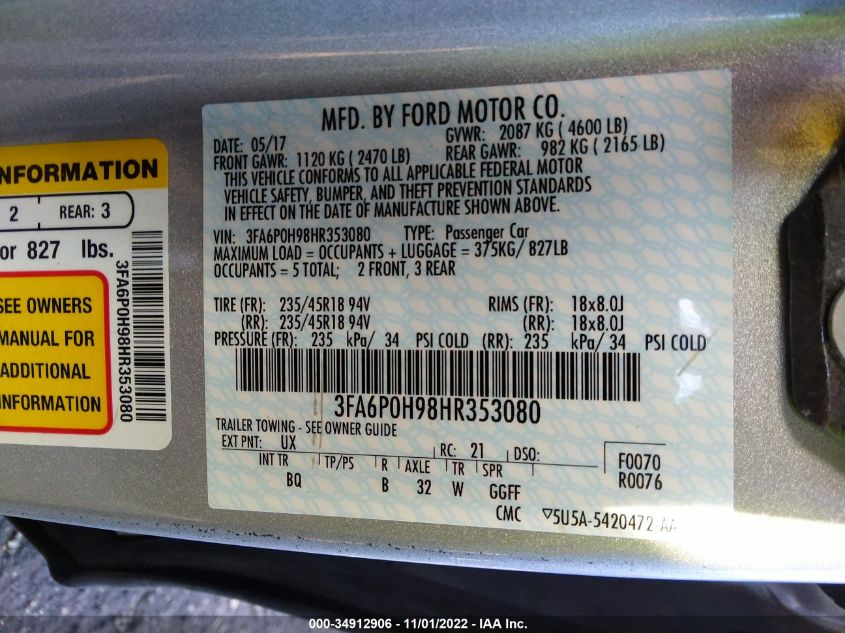 NFORMATION
2 REAR: 3
or 827 lbs.
SEE OWNERS
MANUAL FOR
ADDITIONAL
INFORMATION
3FA6P0H98HR353080
MFD. BY FORD MOTOR CO.
DATE: 05/17 GVWR: 2087 KG ( 4600 LB)
FRONT GAWR: 1120 KG ( 2470 LB) REAR GAWR: 982 KG ( 2165 LB)
THIS VEHICLE CONFORMS TO ALL APPLICABLE FEDERAL MOTOR
VEHICLE SAFETY, BUMPER, AND THEFT PREVENTION STANDARDS
IN EFFECT ON THE DATE OF MANUFACTURE SHOWN ABOVE.
VIN: 3FA6P0H98HR353080 TYPE: Passenger Car
MAXIMUM LOAD = OCCUPANTS + LUGGAGE = 375KG/ 827LB
OCCUPANTS = 5 TOTAL; 2 FRONT, 3 REAR
TIRE (FR): 235/45R18 94V RIMS (FR): 18x8.0J
(RR): 235/45R18 94V (RR): 18x8.0J
PRESSURE (FR): 235 kPa/ 34 PSI COLD (RR): 235 kPa/ 34 PSI COLD
3FA6P0H98HR353080
TRAILER TOWING - SEE OWNER GUIDE
EXT PNT: UX RC: 21 DSO: F0070
INT TR TP/PS R AXLE TR SPR R0076
BQ B 32 W GGFF
CMC ▽5U5A-5420472-AA
000-34912906 - 11/01/2022 - IAA Inc.